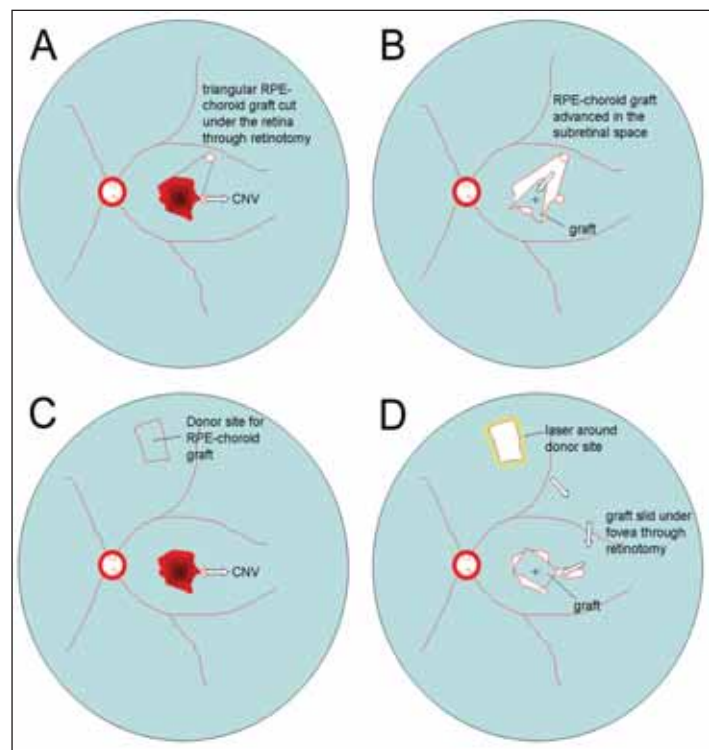 A
triangular RPE-
choroid graft cut
under the retina
through retinotomy
CNV
B
RPE-choroid graft
advanced in the
subretinal space
graft
C
Donor site for
RPE-choroid
graft
CNV
D
laser around
donor site
graft slid under
fovea through
retinotomy
graft